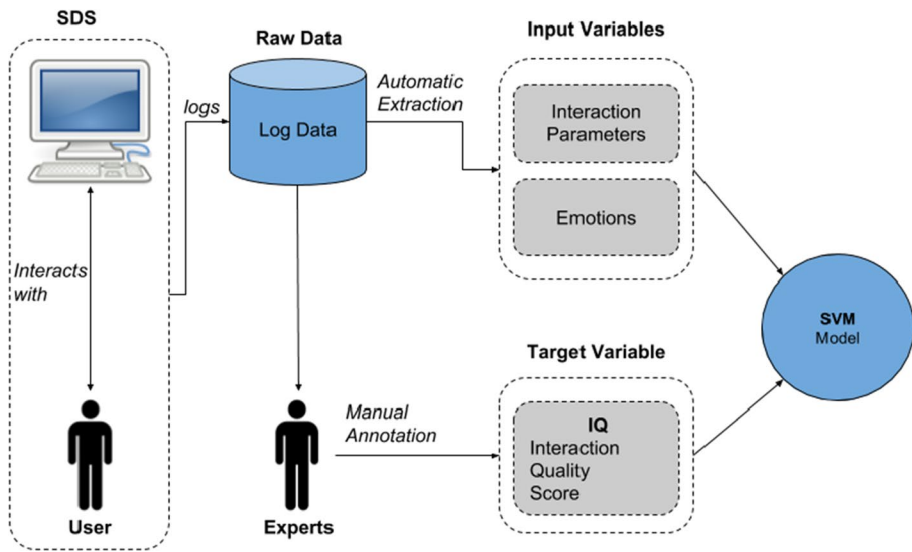 SDS
Interacts
with
User
logs
Raw Data
Log Data
Experts
Automatic
Extraction
Manual
Annotation
Input Variables
Interaction
Parameters
Emotions
Target Variable
IQ
Interaction
Quality
Score
SVM
Model